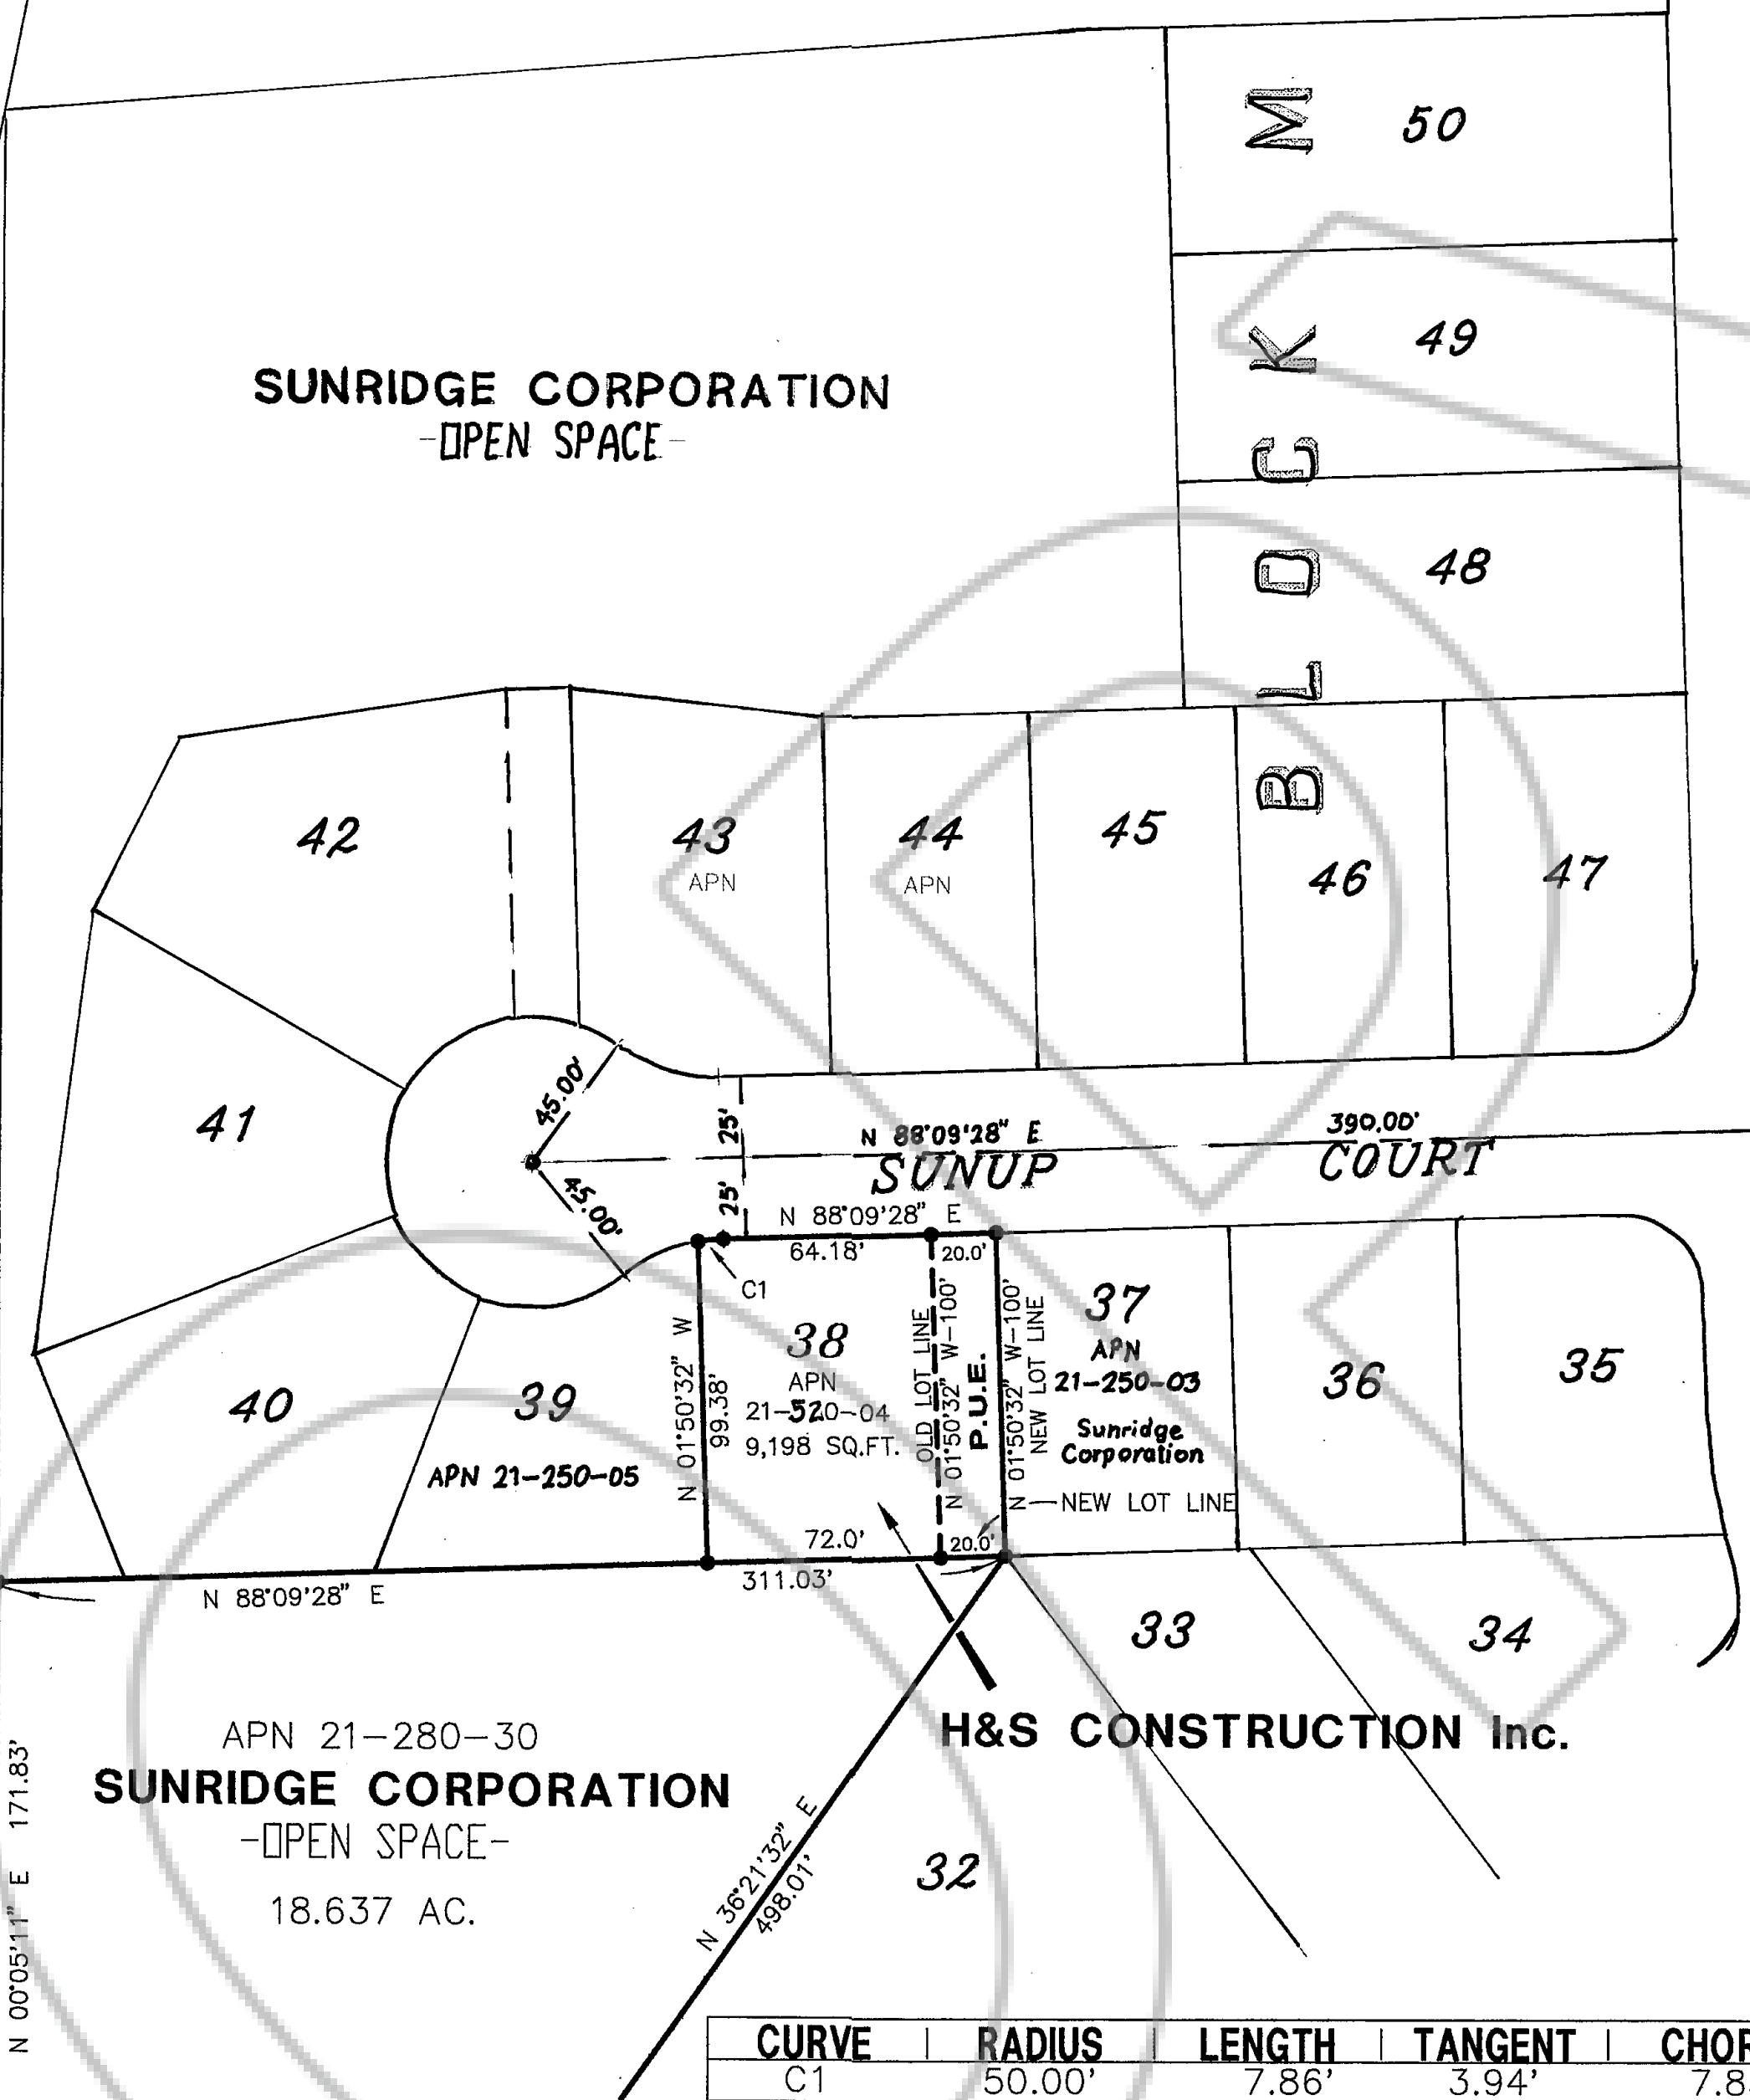 BLOCK M
50
49
48
SUNRIDGE CORPORATION
-OPEN SPACE-
42
43
APN
44
APN
45
46
47
41
45.00'
45.00'
25'
25'
N 88°09'28" E
390.00'
SUNUP COURT
N 88°09'28" E
64.18'
20.0'
C1
N 01°50'32" W
99.38'
38
APN
21-520-04
9,198 SQ.FT.
OLD LOT LINE
N 01°50'32" W-100'
P.U.E.
N 01°50'32" W-100'
NEW LOT LINE
37
APN
21-250-03
Sunridge
Corporation
NEW LOT LINE
36
35
40
39
APN 21-250-05
72.0'
20.0'
311.03'
N 88°09'28" E
33
34
H&S CONSTRUCTION Inc.
APN 21-280-30
SUNRIDGE CORPORATION
-OPEN SPACE-
18.637 AC.
N 00°05'11" E 171.83'
N 36°21'32" E
498.01'
32
CURVE | RADIUS | LENGTH | TANGENT | CHOR
C1 50.00' 7.86' 3.94' 7.8